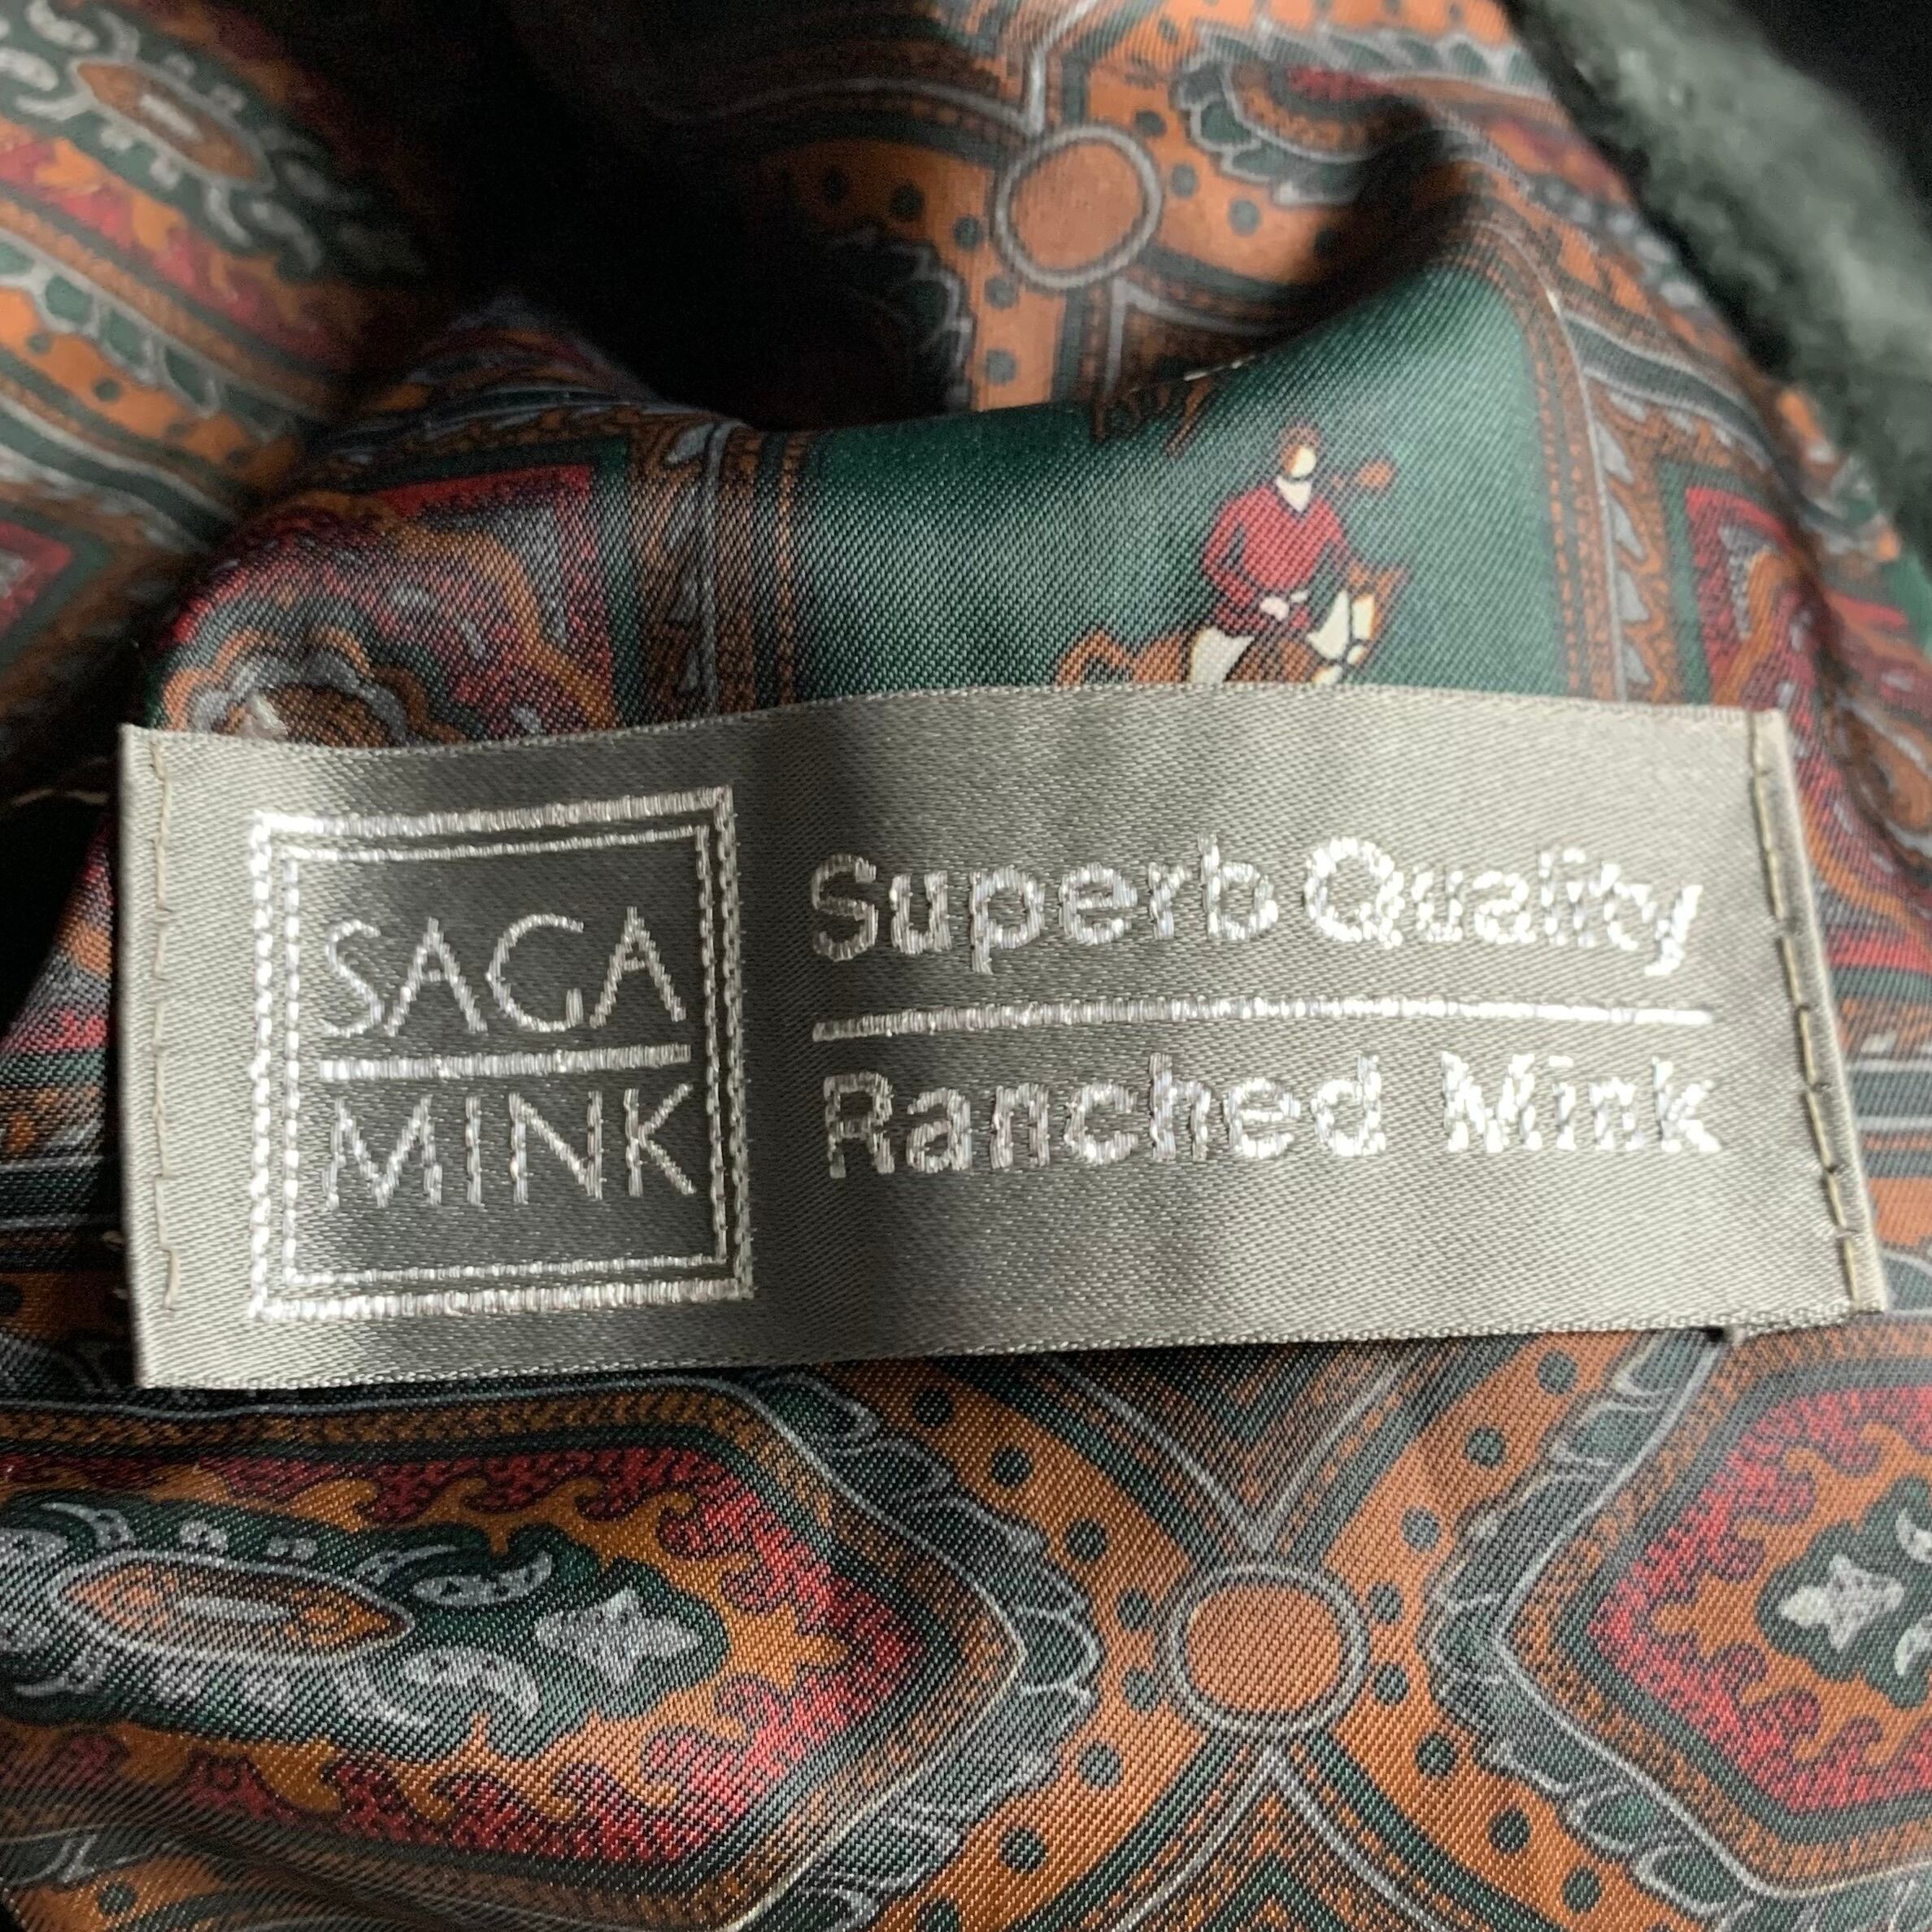 SAGA
MINK
Superb Quality
Ranched Mink